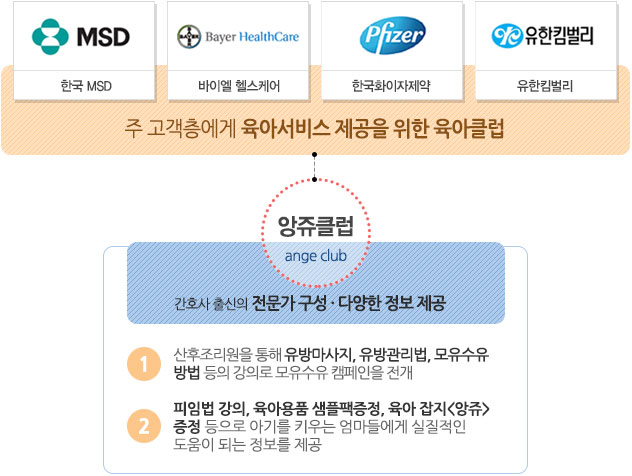 MSD
Bayer HealthCare
Pfizer
유한킴벌리
한국 MSD
바이엘 헬스케어
한국화이자제약
유한킴벌리
주 고객층에게 육아서비스 제공을 위한 육아클럽
앙쥬클럽
ange club
간호사 출신의 전문가 구성 · 다양한 정보 제공
1
산후조리원을 통해 유방마사지, 유방관리법, 모유수유
방법 등의 강의로 모유수유 캠페인을 전개
2
피임법 강의, 육아용품 샘플팩증정, 육아 잡지<앙쥬>
증정 등으로 아기를 키우는 엄마들에게 실질적인
도움이 되는 정보를 제공